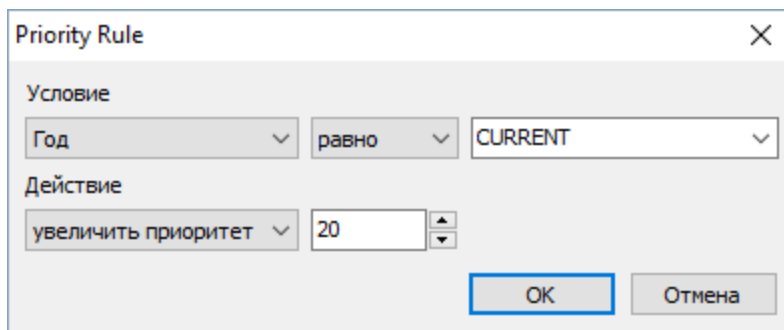 Priority Rule
Условие
Год равно CURRENT
Действие
увеличить приоритет 20
OK Отмена